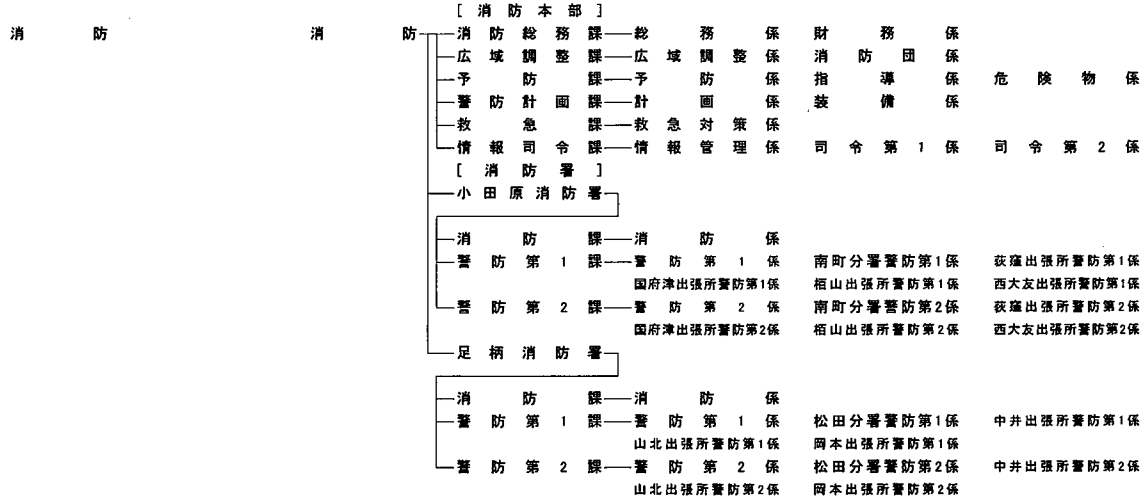 [消防本部]
消防 消防 消防総務課 総務係 財務係
広域調整課 広域調整係 消防団係
予防課 予防係 指導係 危険物係
警防計画課 計画係 装備係
救急課 救急対策係
情報司令課 情報管理係 司令第1係 司令第2係
[消防署]
小田原消防署
消防課 消防係
警防第1課 警防第1係 南町分署警防第1係 荻窪出張所警防第1係
国府津出張所警防第1係 栢山出張所警防第1係 西大友出張所警防第1係
警防第2課 警防第2係 南町分署警防第2係 荻窪出張所警防第2係
国府津出張所警防第2係 栢山出張所警防第2係 西大友出張所警防第2係
足柄消防署
消防課 消防係
警防第1課 警防第1係 松田分署警防第1係 中井出張所警防第1係
山北出張所警防第1係 岡本出張所警防第1係
警防第2課 警防第2係 松田分署警防第2係 中井出張所警防第2係
山北出張所警防第2係 岡本出張所警防第2係